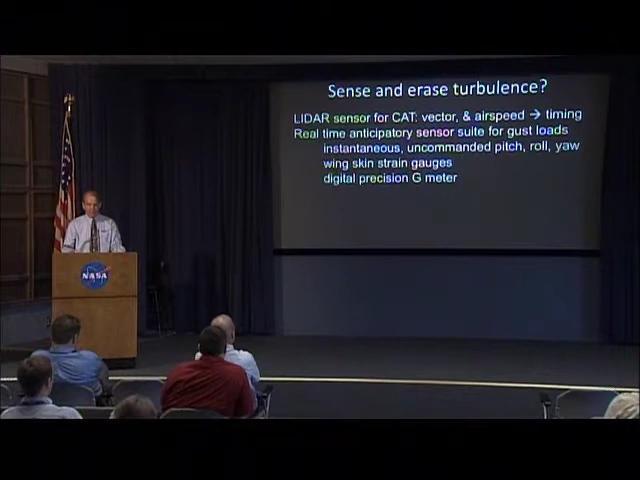 Sense and erase turbulence?
LIDAR sensor for CAT: vector, & airspeed → timing
Real time anticipatory sensor suite for gust loads
instantaneous, uncommanded pitch, roll, yaw
wing skin strain gauges
digital precision G meter
NASA